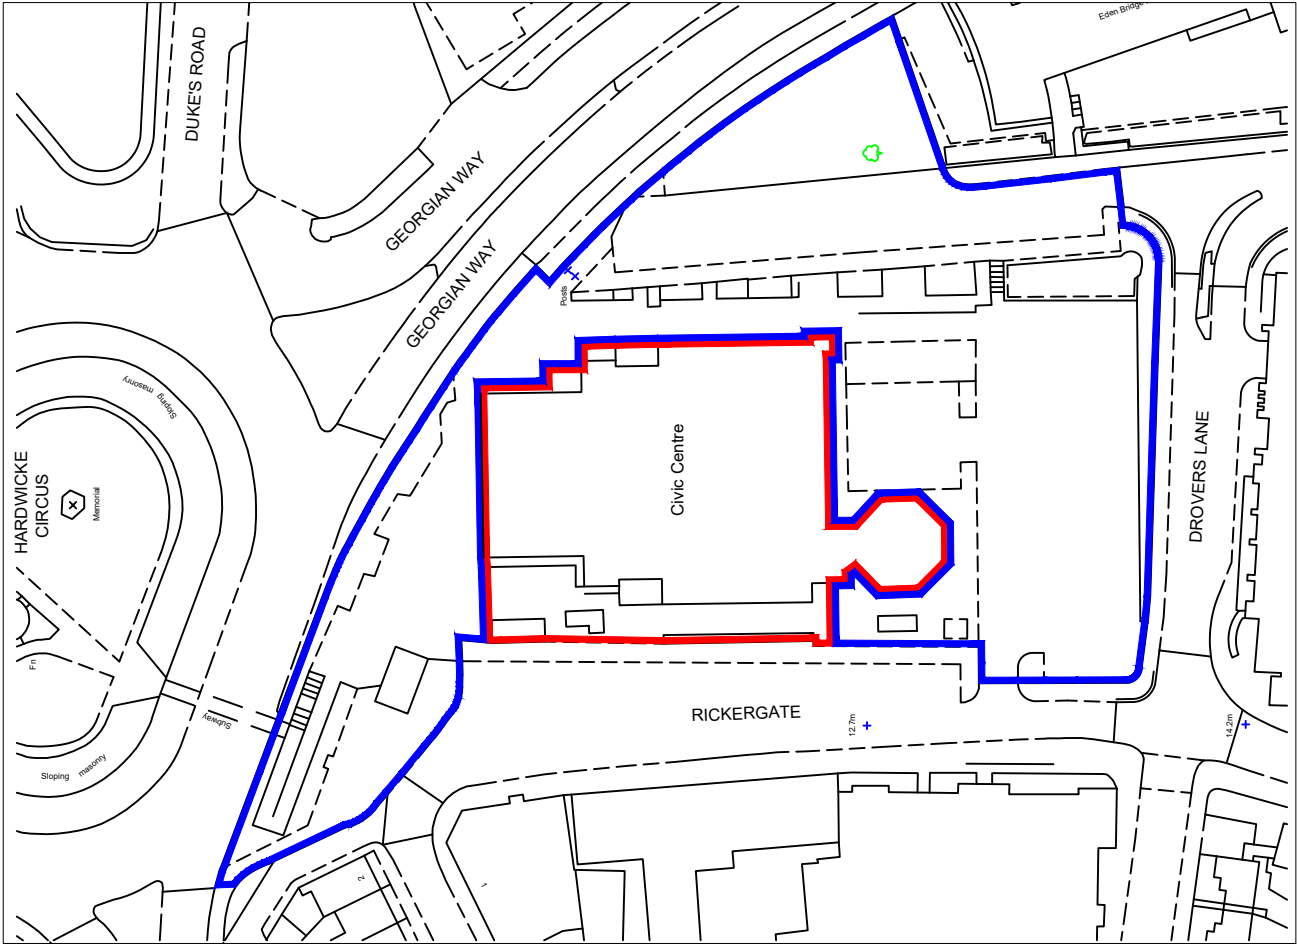 Eden Bridge
DUKE'S ROAD
GEORGIAN WAY
GEORGIAN WAY
Posts
Sloping masonry
HARDWICKE
CIRCUS
Memorial
Civic Centre
DROVERS LANE
Fn
Subway
RICKERGATE
12.7m
14.2m
Sloping masonry
2
1